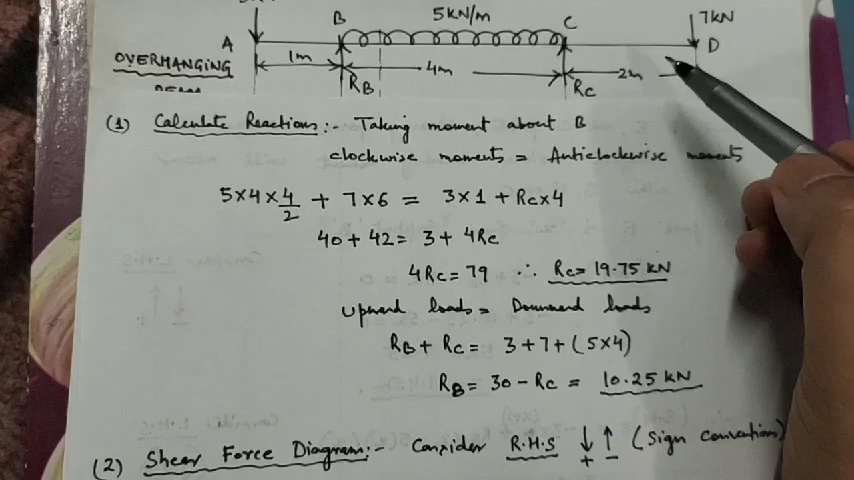 B 5KN/m C 7KN
A D
OVERHANGING 1m 4m 2m
RB RC
(1) Calculate Reactions:- Taking moment about B
clockwise moments = Anticlockwise moments
5×4×4/2 + 7×6 = 3×1 + Rc×4
40 + 42 = 3 + 4Rc
4Rc = 79 ∴ Rc = 19.75 KN
upward loads = Downward loads
RB + Rc = 3+7+(5×4)
RB = 30 - Rc = 10.25 KN
(2) Shear Force Diagram:- Consider R.H.S ↓+ ↑- (Sign convention)